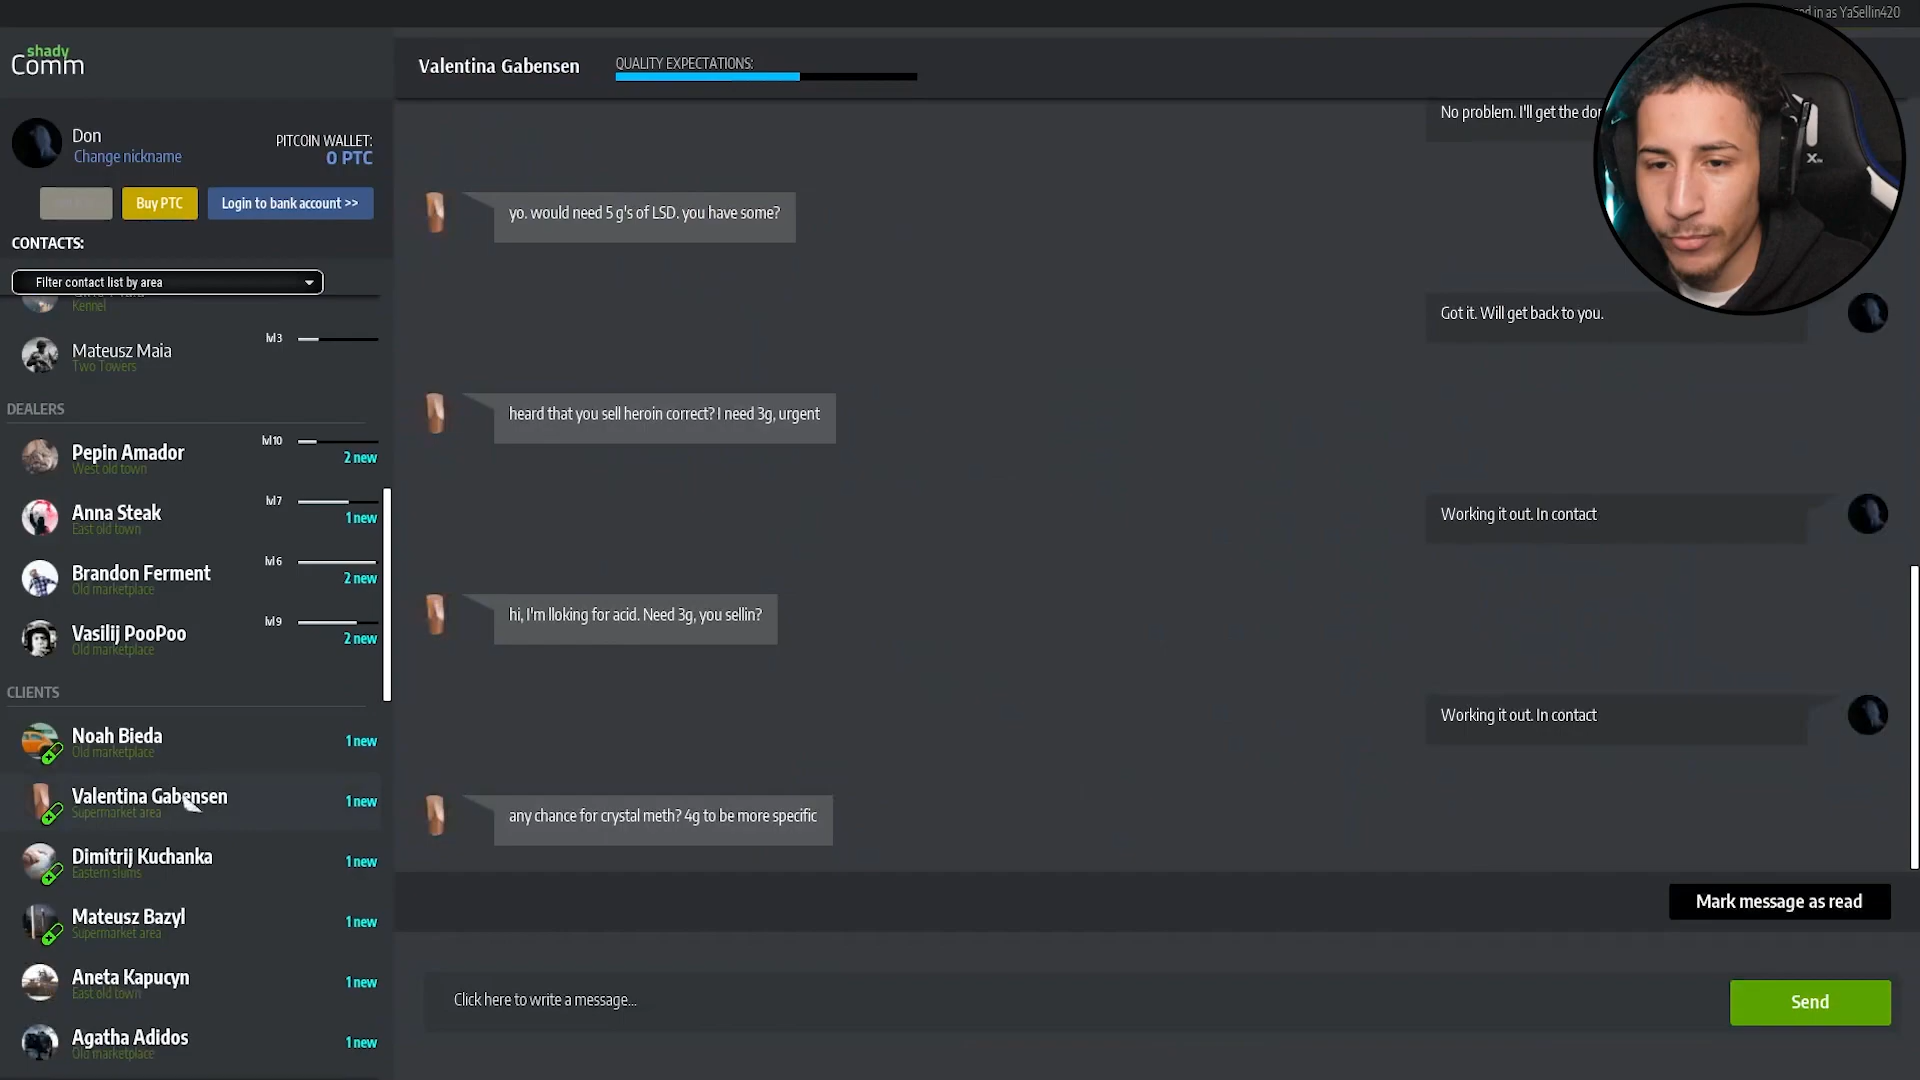 ed in as YaSellin420
shady
Comm
Don
Change nickname
PITCOIN WALLET:
0 PTC
Buy PTC
Login to bank account >>
CONTACTS:
Filter contact list by area
Kennel
Mateusz Maia
Two Towers
lvl3
DEALERS
Pepin Amador
West old town
lvl10
2 new
Anna Steak
East old town
lvl7
1 new
Brandon Ferment
Old marketplace
lvl6
2 new
Vasilij PooPoo
Old marketplace
lvl9
2 new
CLIENTS
Noah Bieda
Old marketplace
1 new
Valentina Gabensen
Supermarket area
1 new
Dimitrij Kuchanka
Eastern slums
1 new
Mateusz Bazyl
Supermarket area
1 new
Aneta Kapucyn
East old town
1 new
Agatha Adidos
Old marketplace
1 new
Valentina Gabensen
QUALITY EXPECTATIONS:
No problem. I'll get the
yo. would need 5 g's of LSD. you have some?
Got it. Will get back to you.
heard that you sell heroin correct? I need 3g, urgent
Working it out. In contact
hi, I'm lloking for acid. Need 3g, you sellin?
Working it out. In contact
any chance for crystal meth? 4g to be more specific
Mark message as read
Click here to write a message...
Send